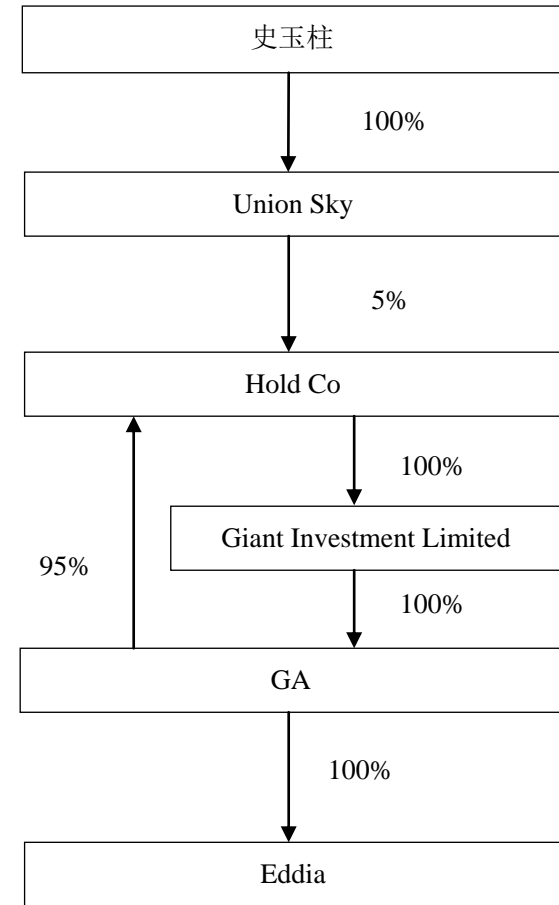 史玉柱
100%
Union Sky
5%
Hold Co
100%
Giant Investment Limited
95%
100%
GA
100%
Eddia